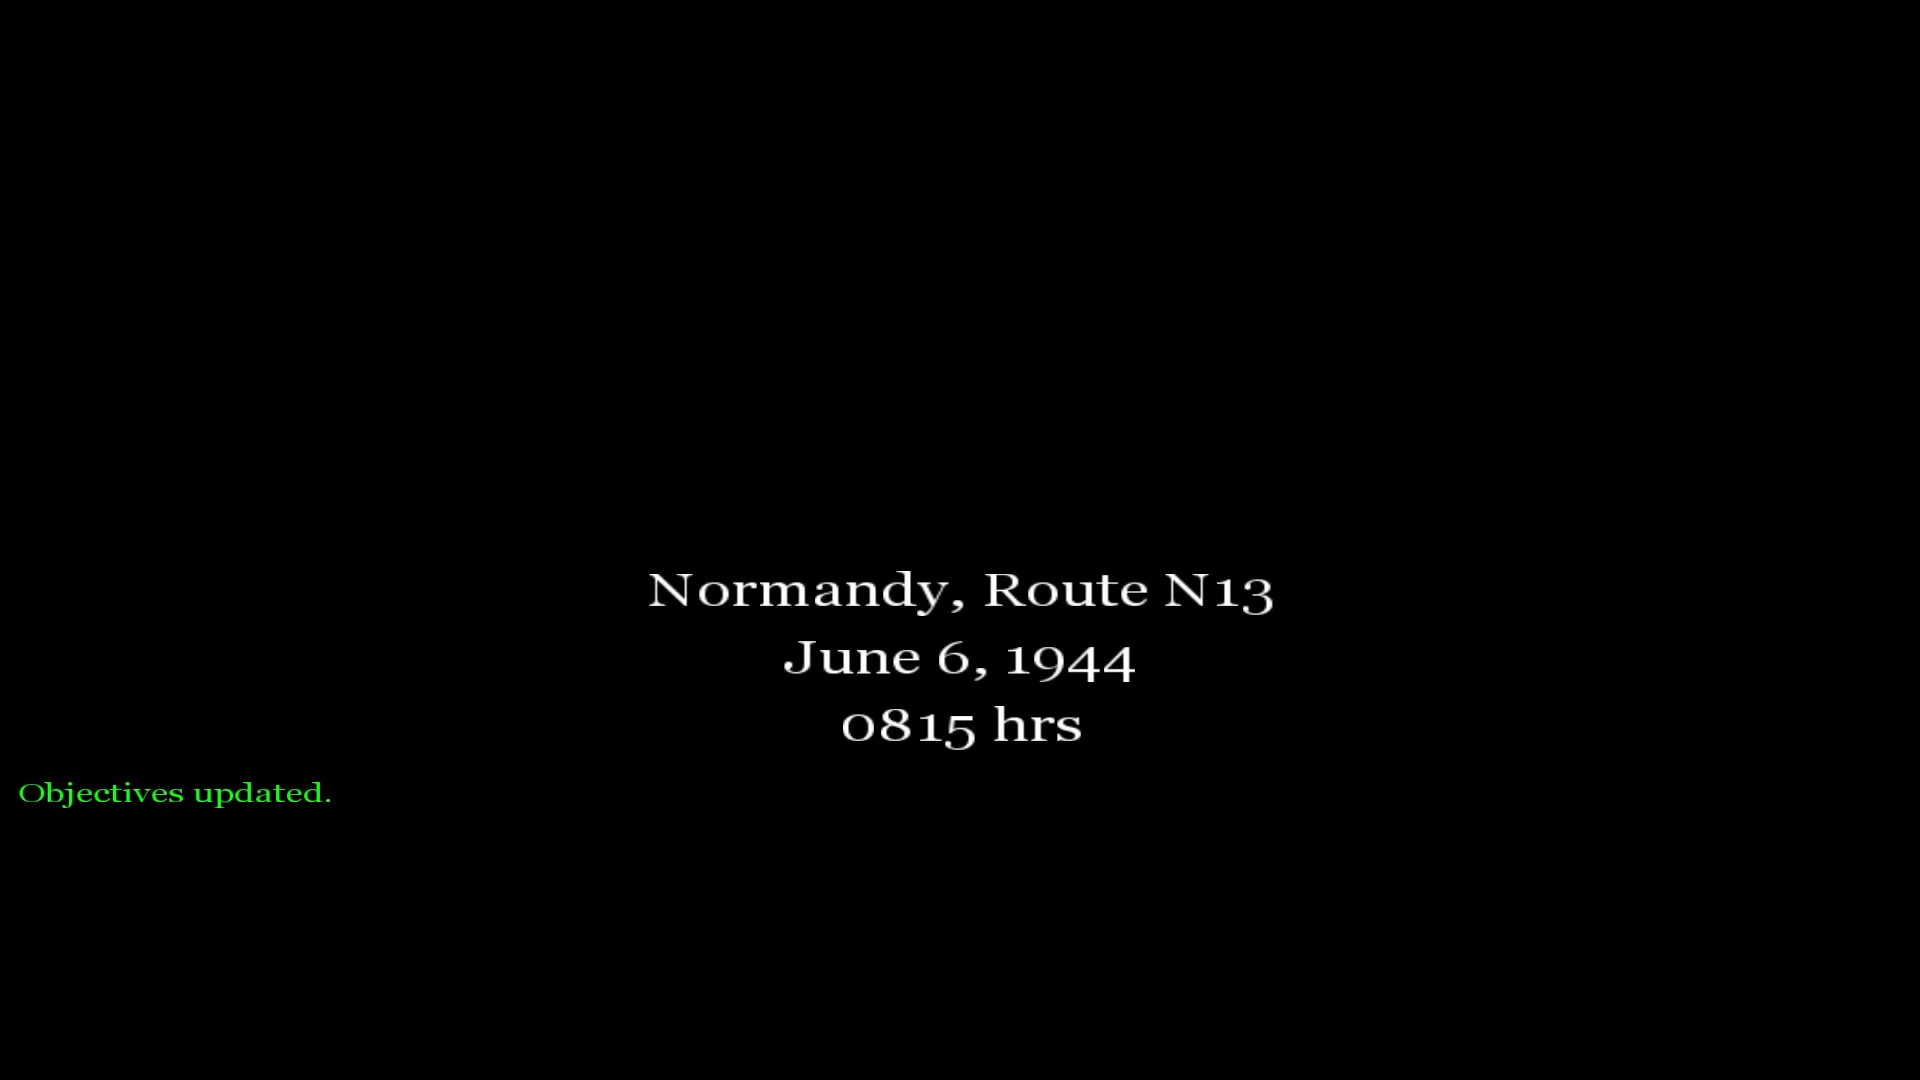 Normandy, Route N13
June 6, 1944
0815 hrs
Objectives updated.